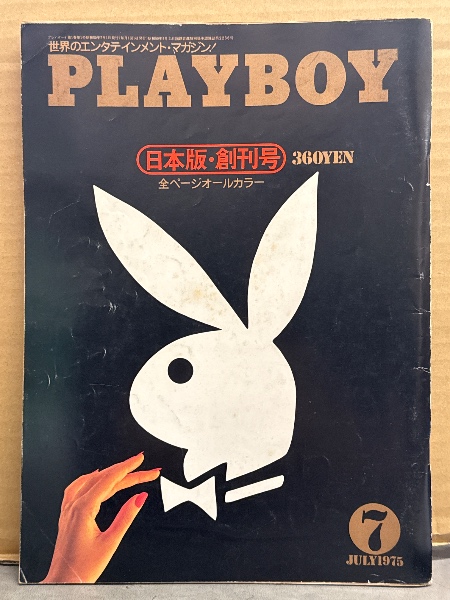 世界のエンタテインメント・マガジン!
PLAYBOY
日本版・創刊号 360YEN
全ページオールカラー
7
JULY1975